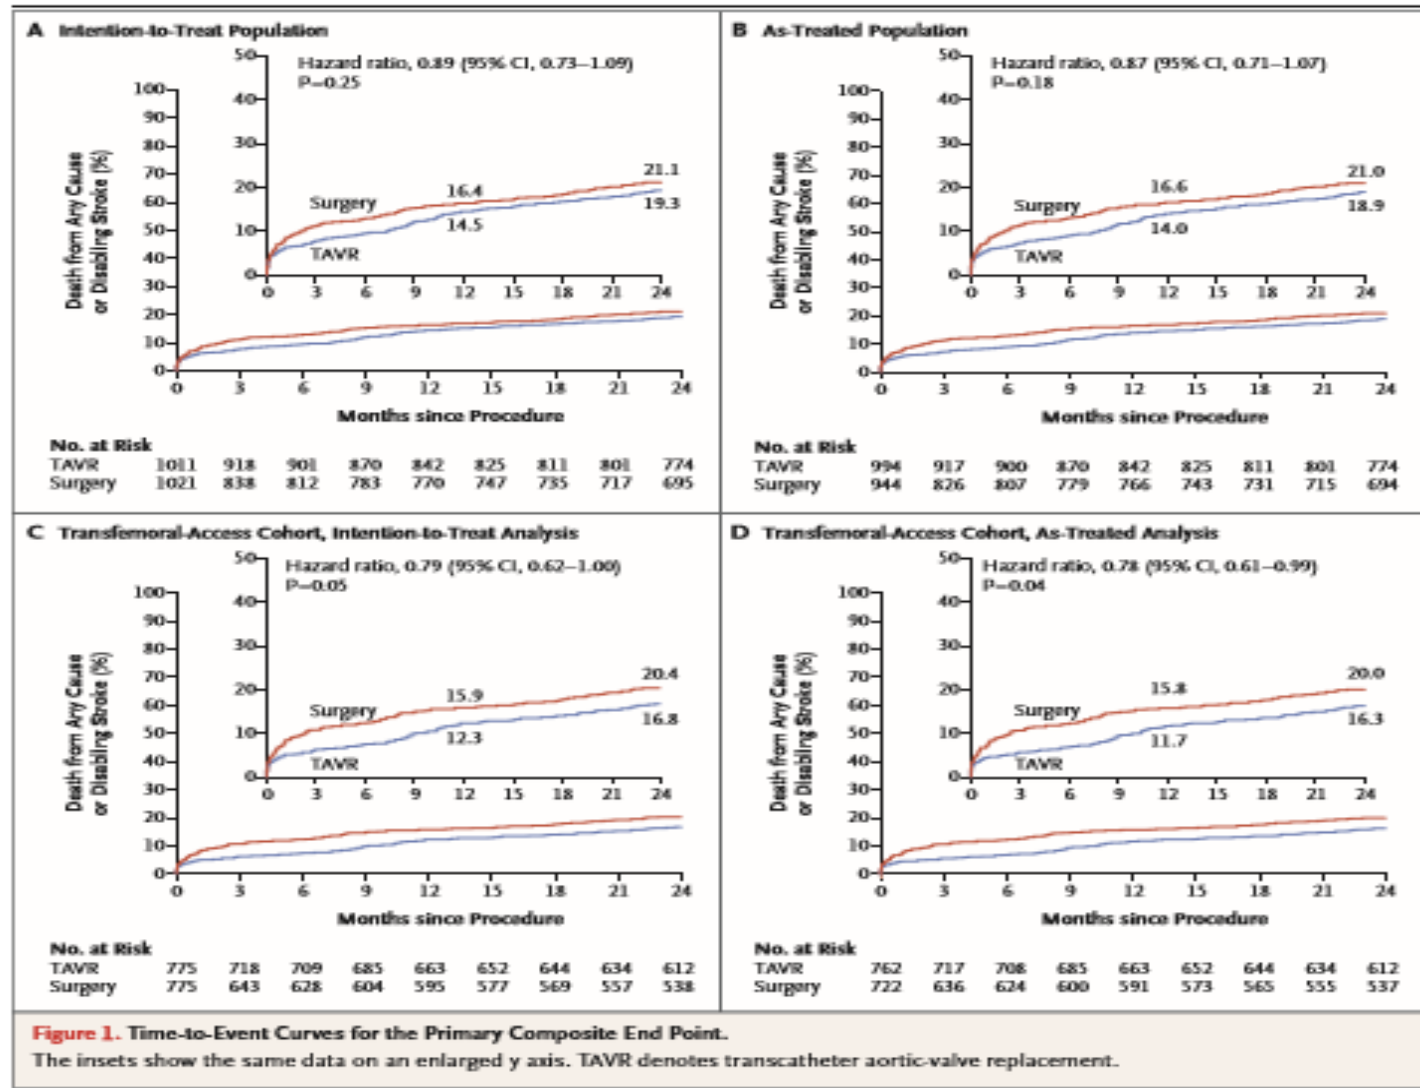 A Intention-to-Treat Population
Hazard ratio, 0.89 (95% CI, 0.73–1.09)
P=0.25
Death from Any Cause
or Disabling Stroke (%)
100
90
80
70
60
50
40
30
20
10
0
50
40
30
20
10
0
Surgery
16.4
21.1
TAVR
14.5
19.3
0 3 6 9 12 15 18 21 24
0 3 6 9 12 15 18 21 24
Months since Procedure
No. at Risk
TAVR 1011 918 901 870 842 825 811 801 774
Surgery 1021 838 812 783 770 747 735 717 695
B As-Treated Population
Hazard ratio, 0.87 (95% CI, 0.71–1.07)
P=0.18
Death from Any Cause
or Disabling Stroke (%)
100
90
80
70
60
50
40
30
20
10
0
50
40
30
20
10
0
Surgery
16.6
21.0
TAVR
14.0
18.9
0 3 6 9 12 15 18 21 24
0 3 6 9 12 15 18 21 24
Months since Procedure
No. at Risk
TAVR 994 917 900 870 842 825 811 801 774
Surgery 944 826 807 779 766 743 731 715 694
C Transfemoral-Access Cohort, Intention-to-Treat Analysis
Hazard ratio, 0.79 (95% CI, 0.62–1.00)
P=0.05
Death from Any Cause
or Disabling Stroke (%)
100
90
80
70
60
50
40
30
20
10
0
50
40
30
20
10
0
Surgery
15.9
20.4
TAVR
12.3
16.8
0 3 6 9 12 15 18 21 24
0 3 6 9 12 15 18 21 24
Months since Procedure
No. at Risk
TAVR 775 718 709 685 663 652 644 634 612
Surgery 775 643 628 604 595 577 569 557 538
D Transfemoral-Access Cohort, As-Treated Analysis
Hazard ratio, 0.78 (95% CI, 0.61–0.99)
P=0.04
Death from Any Cause
or Disabling Stroke (%)
100
90
80
70
60
50
40
30
20
10
0
50
40
30
20
10
0
Surgery
15.8
20.0
TAVR
11.7
16.3
0 3 6 9 12 15 18 21 24
0 3 6 9 12 15 18 21 24
Months since Procedure
No. at Risk
TAVR 762 717 708 685 663 652 644 634 612
Surgery 722 636 624 600 591 573 565 555 537
Figure 1. Time-to-Event Curves for the Primary Composite End Point.
The insets show the same data on an enlarged y axis. TAVR denotes transcatheter aortic-valve replacement.